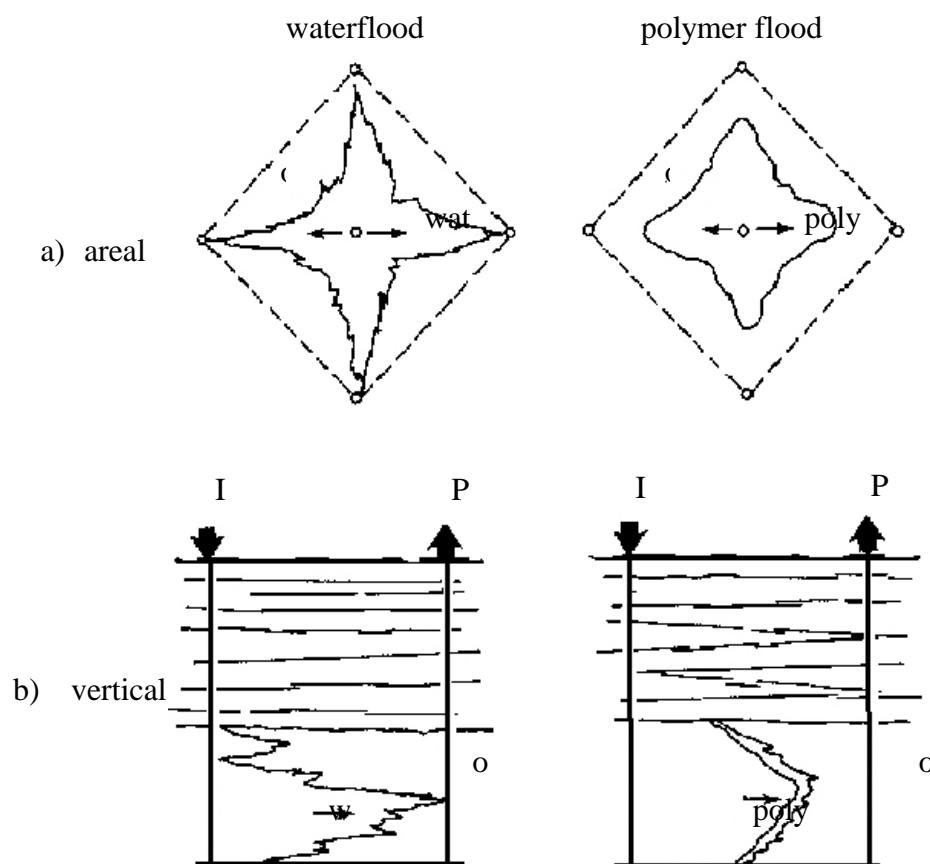 waterflood polymer flood
wat poly
a) areal
I P I P
b) vertical
o o
w poly